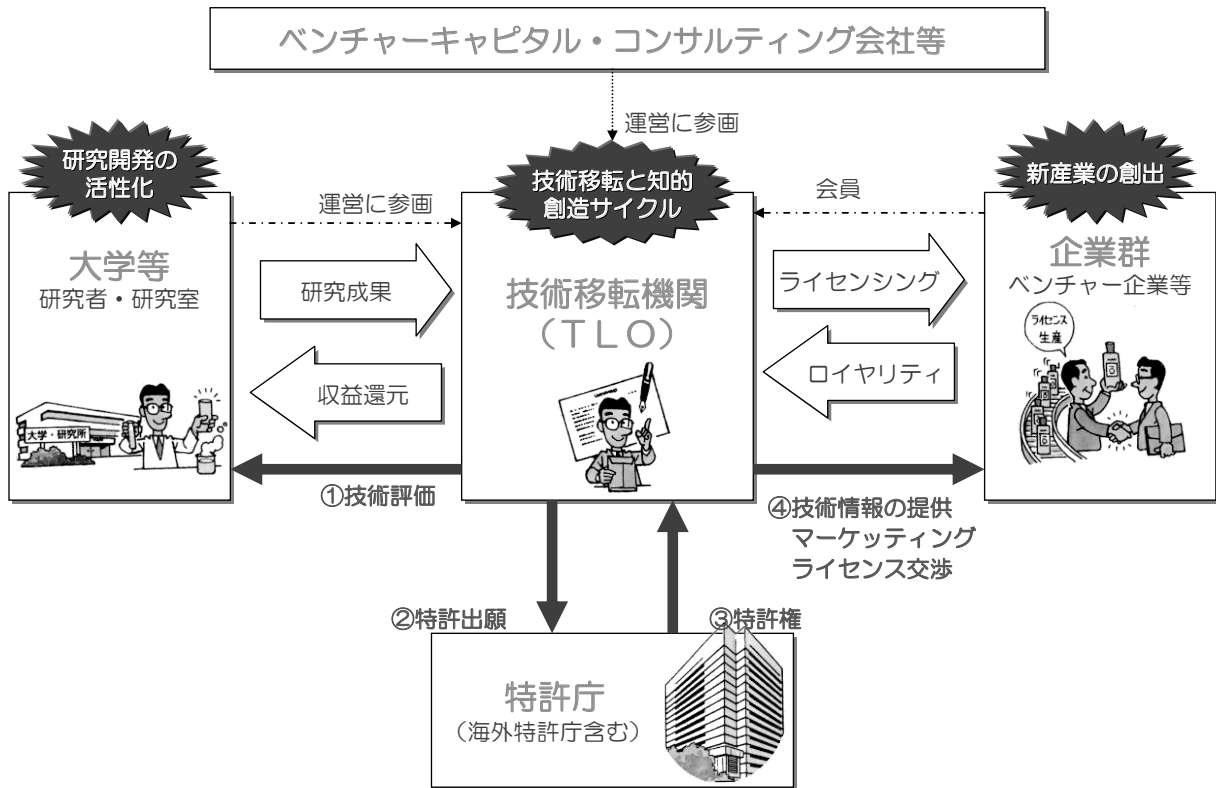 ベンチャーキャピタル・コンサルティング会社等
運営に参画
研究開発の
活性化
技術移転と知的
創造サイクル
新産業の創出
運営に参画
会員
大学等
研究者・研究室
研究成果
技術移転機関
（ＴＬＯ）
ライセンシング
企業群
ベンチャー企業等
ライセンス
生産
収益還元
ロイヤリティ
大学・研究所
①技術評価
④技術情報の提供
マーケッティング
ライセンス交渉
②特許出願
③特許権
特許庁
（海外特許庁含む）